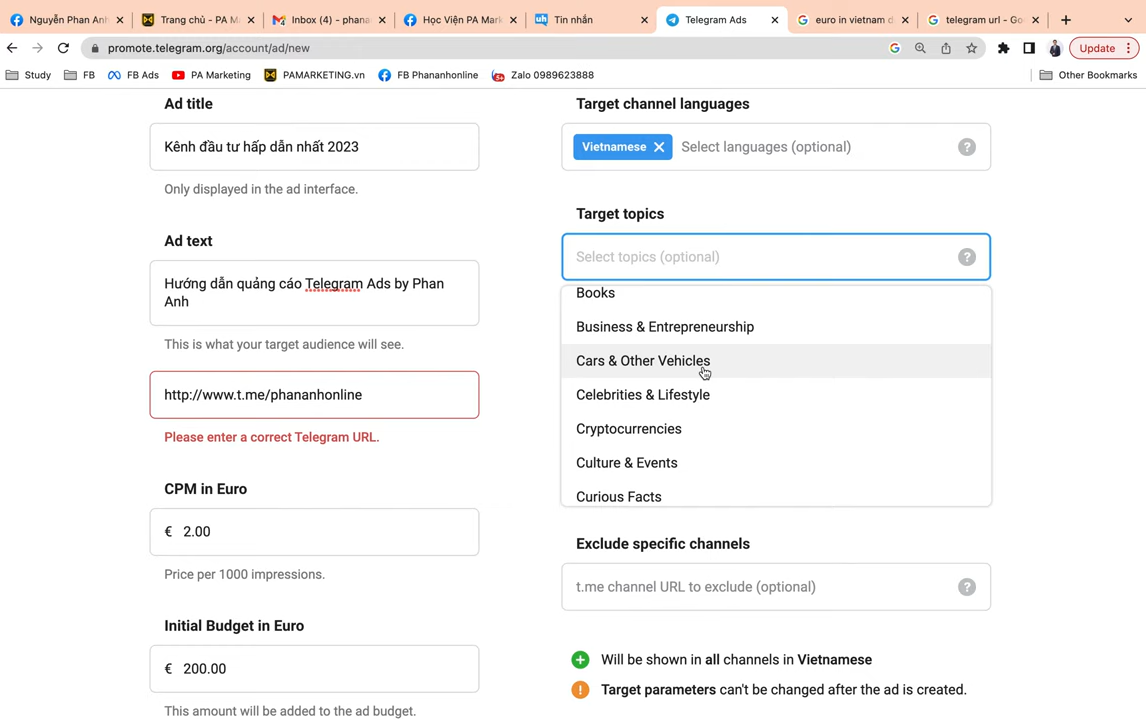 Nguyễn Phan Anh
Trang chủ - PA M
Inbox (4) - phana
Học Viện PA Mark
Tin nhắn
Telegram Ads
euro in vietnam d
telegram url - Go
promote.telegram.org/account/ad/new
Update
Study
FB
FB Ads
PA Marketing
PAMARKETING.vn
FB Phananhonline
Zalo 0989623888
Other Bookmarks
Ad title
Kênh đầu tư hấp dẫn nhất 2023
Only displayed in the ad interface.
Ad text
Hướng dẫn quảng cáo Telegram Ads by Phan
Anh
This is what your target audience will see.
http://www.t.me/phananhonline
Please enter a correct Telegram URL.
CPM in Euro
€ 2.00
Price per 1000 impressions.
Initial Budget in Euro
€ 200.00
This amount will be added to the ad budget.
Target channel languages
Vietnamese
Select languages (optional)
Target topics
Select topics (optional)
Books
Business & Entrepreneurship
Cars & Other Vehicles
Celebrities & Lifestyle
Cryptocurrencies
Culture & Events
Curious Facts
Exclude specific channels
t.me channel URL to exclude (optional)
Will be shown in all channels in Vietnamese
Target parameters can't be changed after the ad is created.